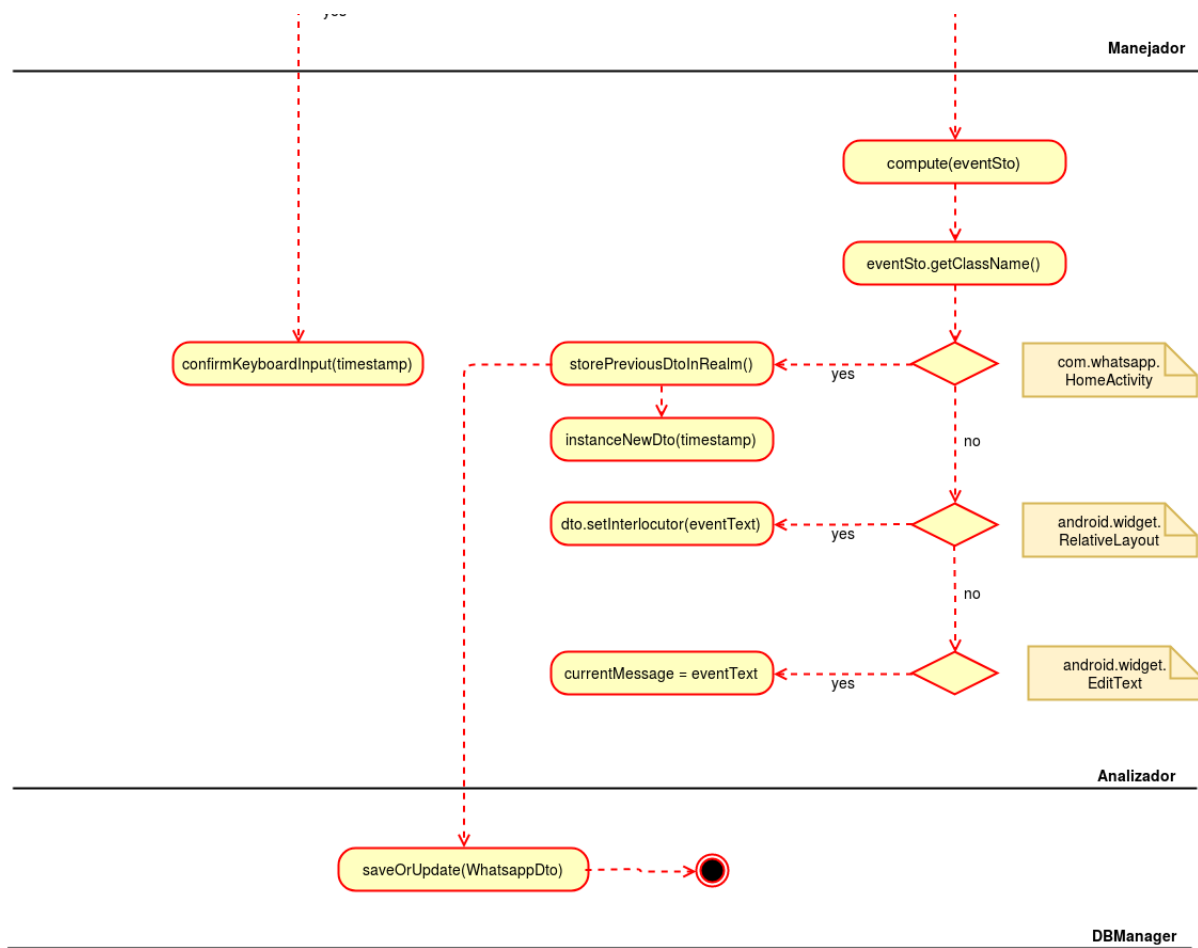 yes
Manejador
compute(eventSto)
eventSto.getClassName()
confirmKeyboardInput(timestamp)
storePreviousDtoInRealm()
yes
com.whatsapp.
HomeActivity
instanceNewDto(timestamp)
no
dto.setInterlocutor(eventText)
yes
android.widget.
RelativeLayout
no
currentMessage = eventText
yes
android.widget.
EditText
Analizador
saveOrUpdate(WhatsappDto)
DBManager